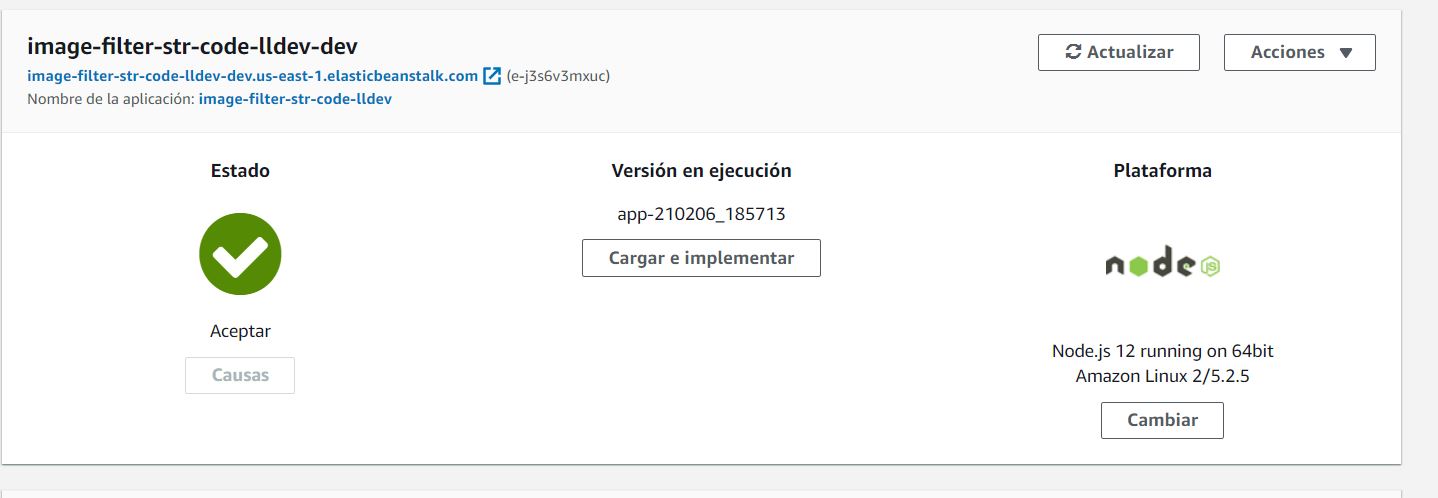 image-filter-str-code-lldev-dev
image-filter-str-code-lldev-dev.us-east-1.elasticbeanstalk.com (e-j3s6v3mxuc)
Nombre de la aplicación: image-filter-str-code-lldev
Actualizar
Acciones
Estado
Aceptar
Causas
Versión en ejecución
app-210206_185713
Cargar e implementar
Plataforma
node
JS
Node.js 12 running on 64bit
Amazon Linux 2/5.2.5
Cambiar